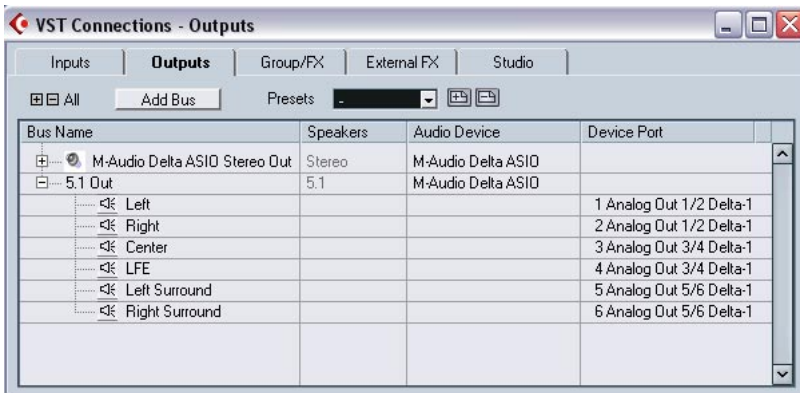 VST Connections - Outputs
Inputs Outputs Group/FX External FX Studio
All Add Bus Presets -
Bus Name Speakers Audio Device Device Port
M-Audio Delta ASIO Stereo Out Stereo M-Audio Delta ASIO
5.1 Out 5.1 M-Audio Delta ASIO
Left 1 Analog Out 1/2 Delta-1
Right 2 Analog Out 1/2 Delta-1
Center 3 Analog Out 3/4 Delta-1
LFE 4 Analog Out 3/4 Delta-1
Left Surround 5 Analog Out 5/6 Delta-1
Right Surround 6 Analog Out 5/6 Delta-1